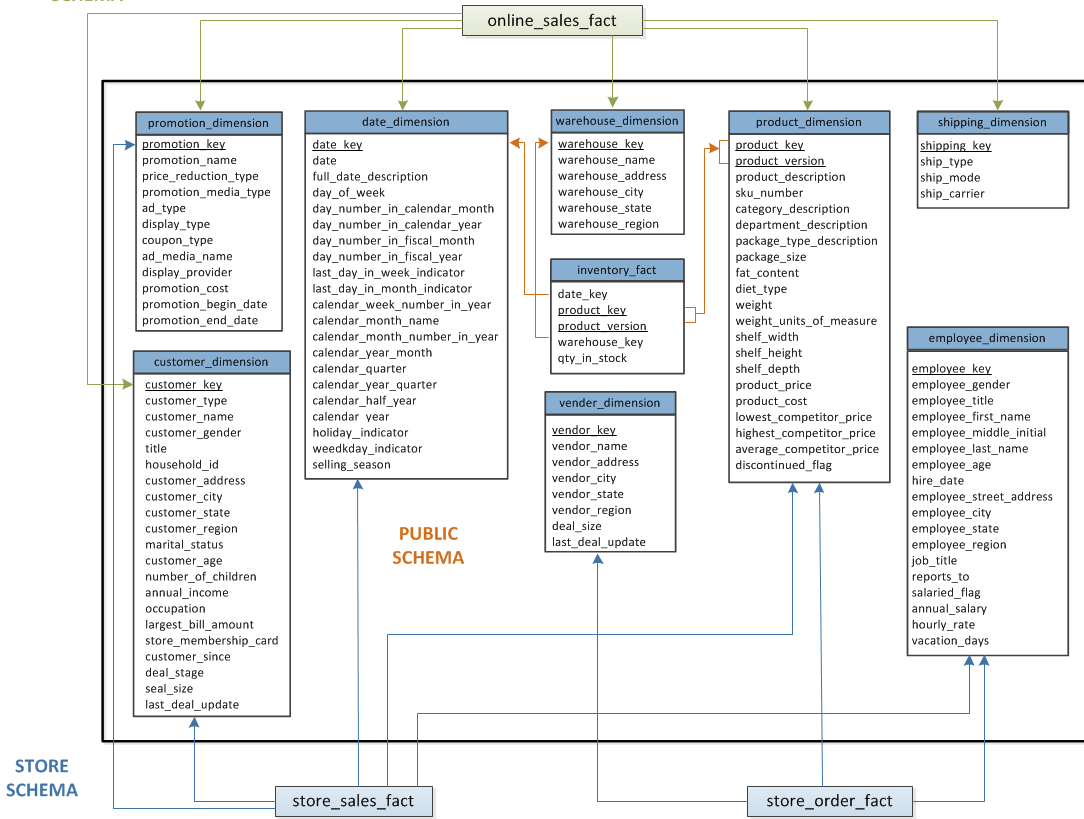 SCHEMA
online_sales_fact
promotion_dimension
promotion_key
promotion_name
price_reduction_type
promotion_media_type
ad_type
display_type
coupon_type
ad_media_name
display_provider
promotion_cost
promotion_begin_date
promotion_end_date
date_dimension
date_key
date
full_date_description
day_of_week
day_number_in_calendar_month
day_number_in_calendar_year
day_number_in_fiscal_month
day_number_in_fiscal_year
last_day_in_week_indicator
last_day_in_month_indicator
calendar_week_number_in_year
calendar_month_name
calendar_month_number_in_year
calendar_year_month
calendar_quarter
calendar_year_quarter
calendar_half_year
calendar_year
holiday_indicator
weedkday_indicator
selling_season
warehouse_dimension
warehouse_key
warehouse_name
warehouse_address
warehouse_city
warehouse_state
warehouse_region
product_dimension
product_key
product_version
product_description
sku_number
category_description
department_description
package_type_description
package_size
fat_content
diet_type
weight
weight_units_of_measure
shelf_width
shelf_height
shelf_depth
product_price
product_cost
lowest_competitor_price
highest_competitor_price
average_competitor_price
discontinued_flag
shipping_dimension
shipping_key
ship_type
ship_mode
ship_carrier
inventory_fact
date_key
product_key
product_version
warehouse_key
qty_in_stock
customer_dimension
customer_key
customer_type
customer_name
customer_gender
title
household_id
customer_address
customer_city
customer_state
customer_region
marital_status
customer_age
number_of_children
annual_income
occupation
largest_bill_amount
store_membership_card
customer_since
deal_stage
seal_size
last_deal_update
vender_dimension
vendor_key
vendor_name
vendor_address
vendor_city
vendor_state
vendor_region
deal_size
last_deal_update
employee_dimension
employee_key
employee_gender
employee_title
employee_first_name
employee_middle_initial
employee_last_name
employee_age
hire_date
employee_street_address
employee_city
employee_state
employee_region
job_title
reports_to
salaried_flag
annual_salary
hourly_rate
vacation_days
PUBLIC
SCHEMA
STORE
SCHEMA
store_sales_fact
store_order_fact